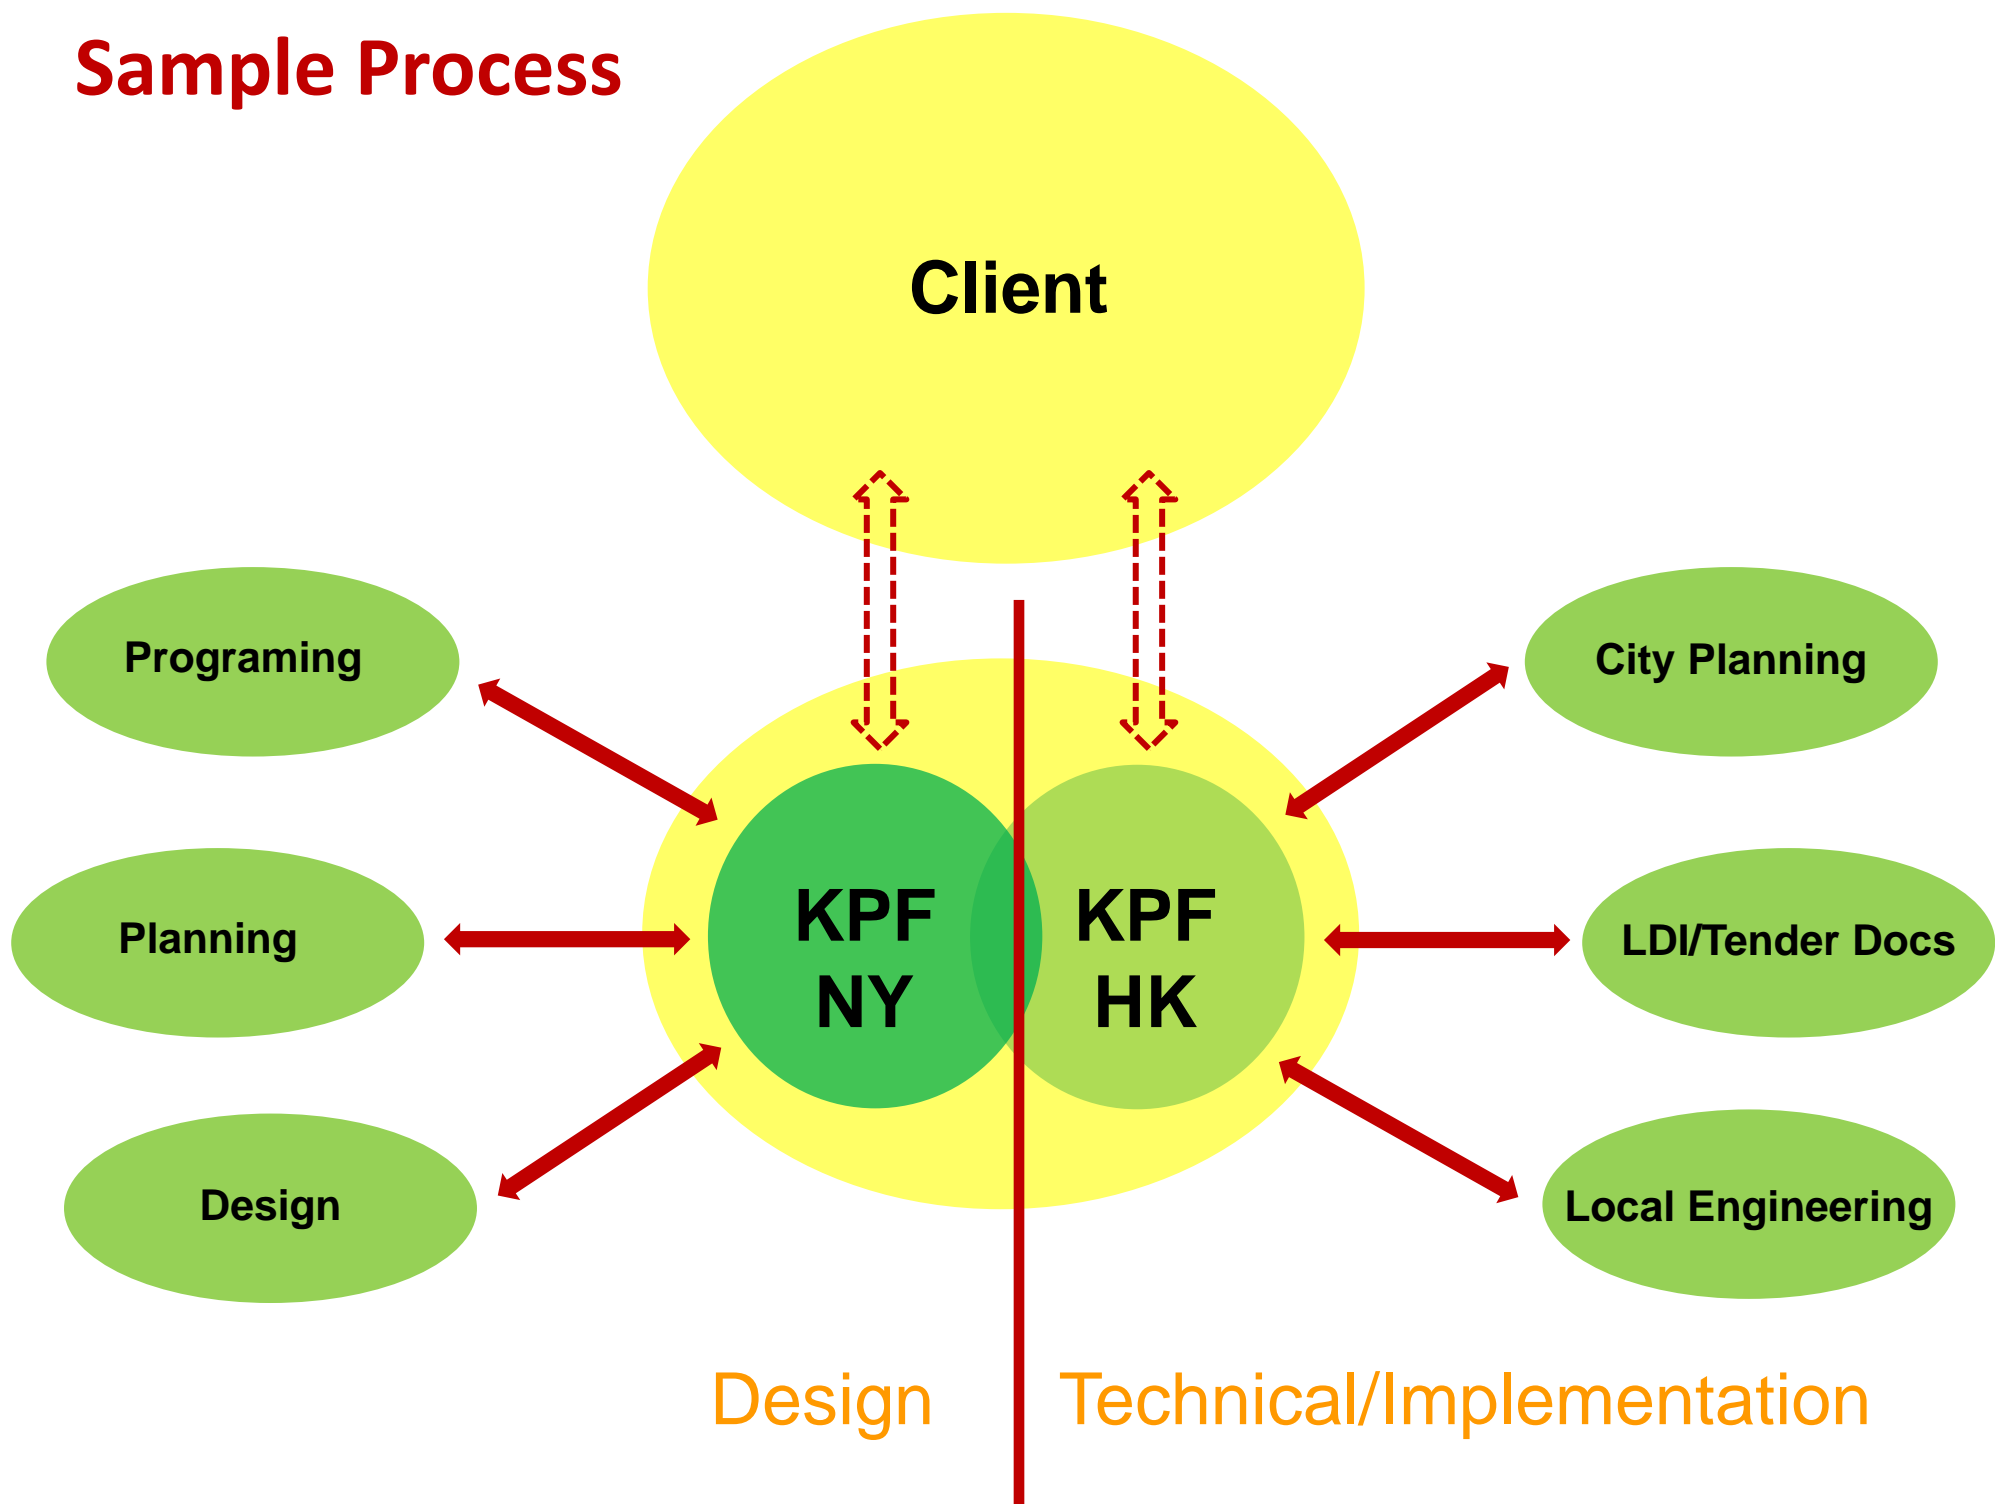 Sample Process
Client
Programing
City Planning
KPF
NY
KPF
HK
Planning
LDI/Tender Docs
Design
Local Engineering
Design
Technical/Implementation